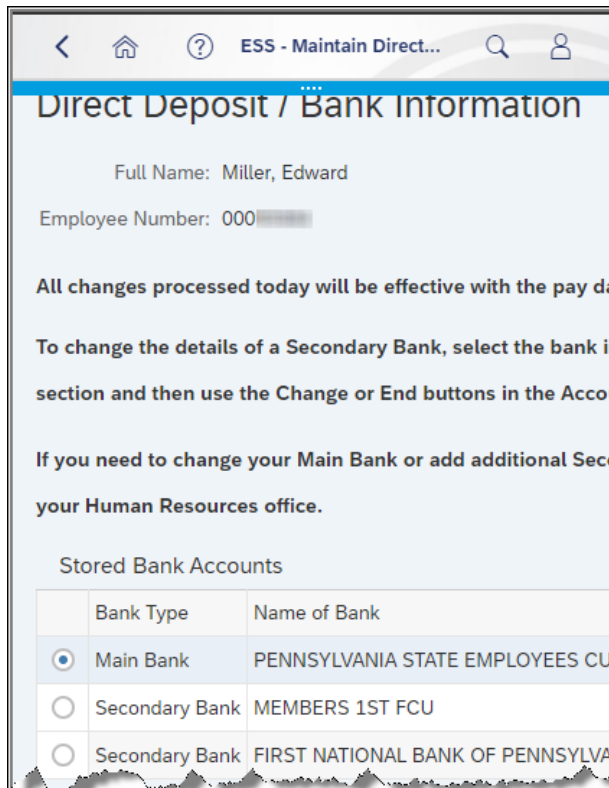 ESS - Maintain Direct...
Direct Deposit / Bank Information
Full Name: Miller, Edward
Employee Number: 000
All changes processed today will be effective with the pay da
To change the details of a Secondary Bank, select the bank i
section and then use the Change or End buttons in the Acco
If you need to change your Main Bank or add additional Sec
your Human Resources office.
Stored Bank Accounts
Bank Type Name of Bank
Main Bank PENNSYLVANIA STATE EMPLOYEES CU
Secondary Bank MEMBERS 1ST FCU
Secondary Bank FIRST NATIONAL BANK OF PENNSYLVA